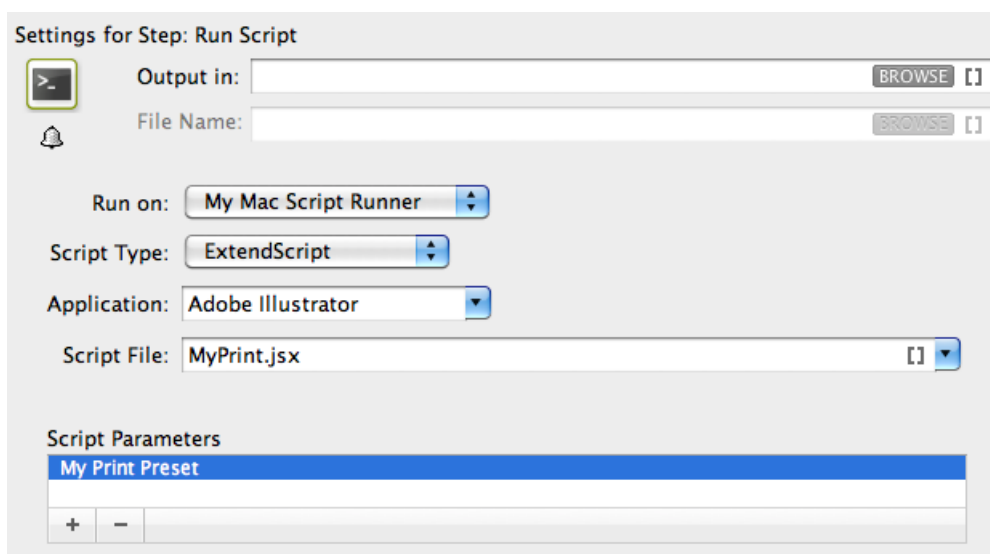 Settings for Step: Run Script
Output in: BROWSE []
File Name: BROWSE []
Run on: My Mac Script Runner
Script Type: ExtendScript
Application: Adobe Illustrator
Script File: MyPrint.jsx []
Script Parameters
My Print Preset
+ −